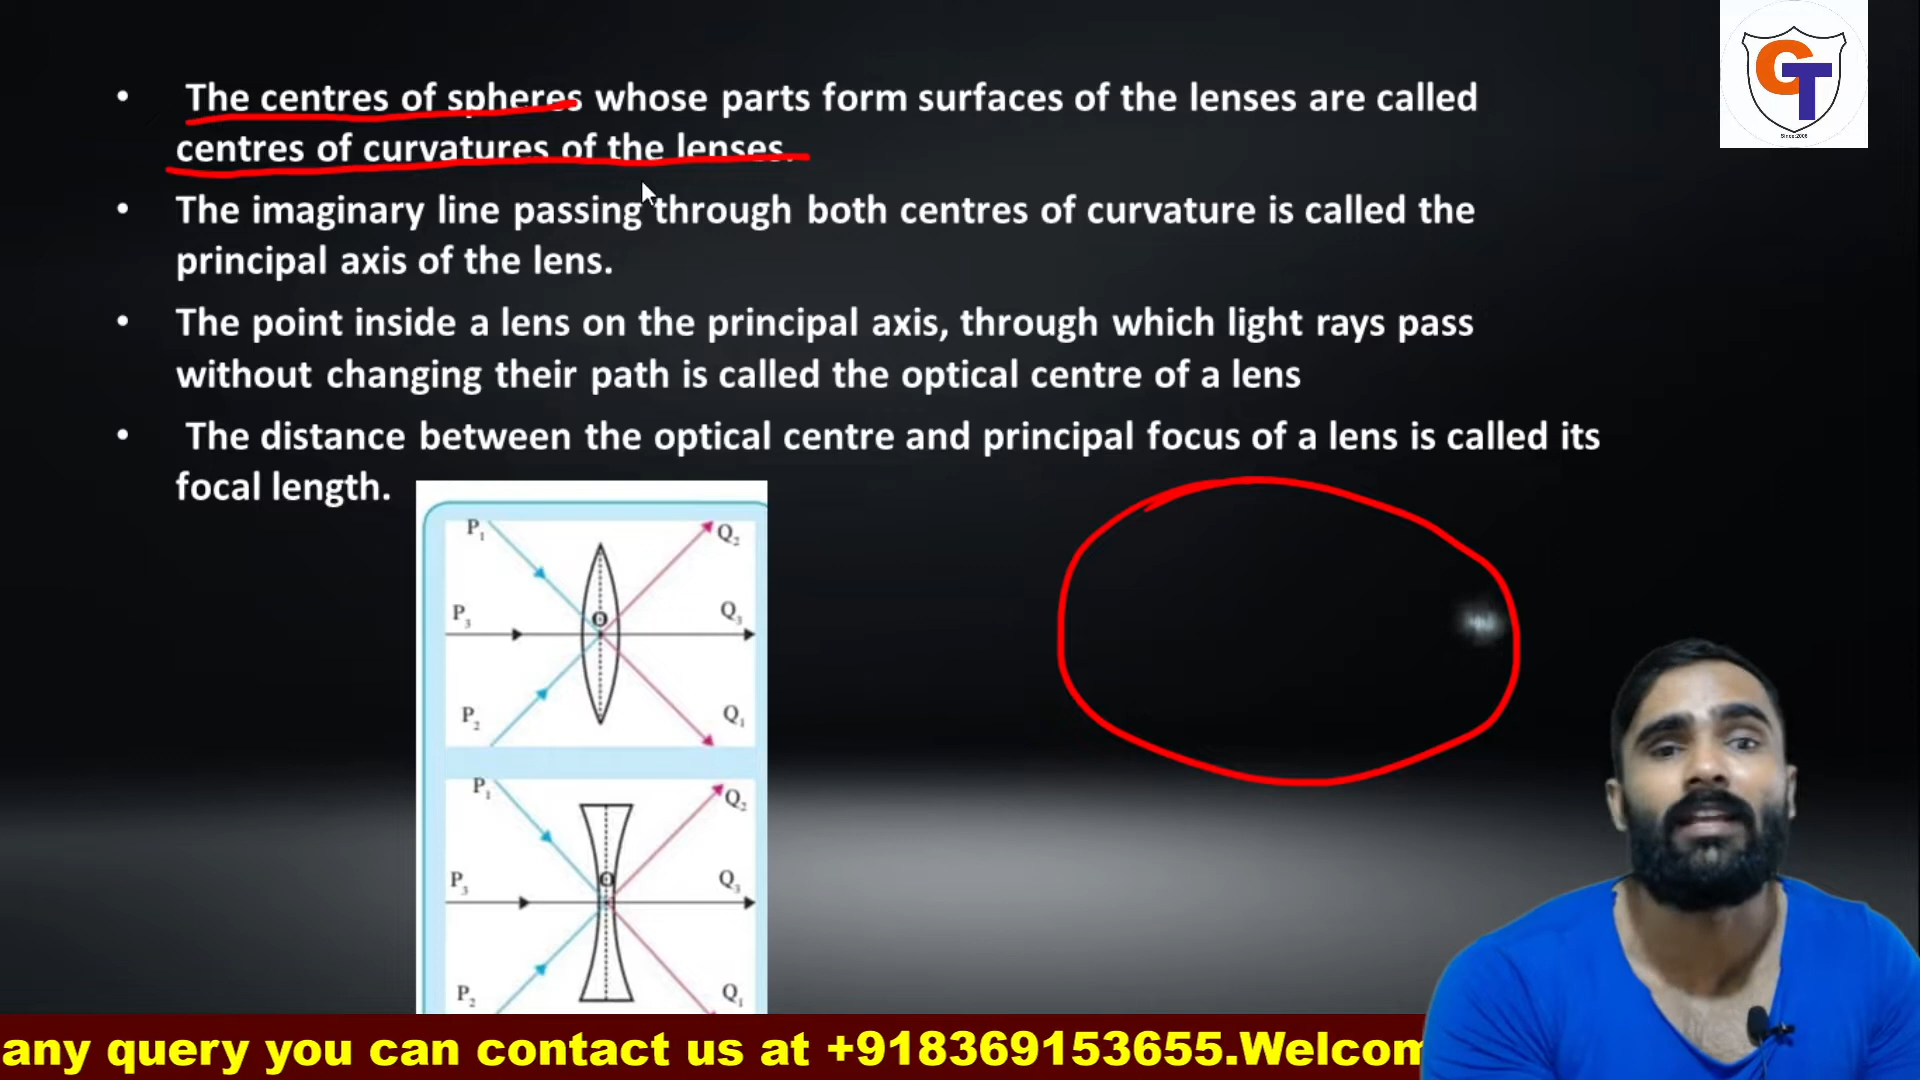 GT
Since:2006
• The centres of spheres whose parts form surfaces of the lenses are called
centres of curvatures of the lenses.
• The imaginary line passing through both centres of curvature is called the
principal axis of the lens.
• The point inside a lens on the principal axis, through which light rays pass
without changing their path is called the optical centre of a lens
• The distance between the optical centre and principal focus of a lens is called its
focal length.
P₁ Q₂
O
P₃ Q₃
P₂ Q₁
P₁ Q₂
O
P₃ Q₃
P₂ Q₁
any query you can contact us at +918369153655.Welcom